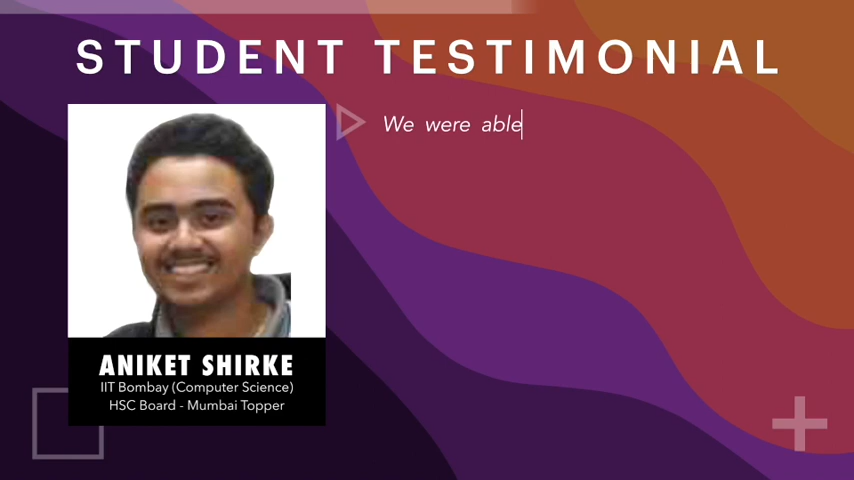 STUDENT TESTIMONIAL
We were able
ANIKET SHIRKE
IIT Bombay (Computer Science)
HSC Board - Mumbai Topper